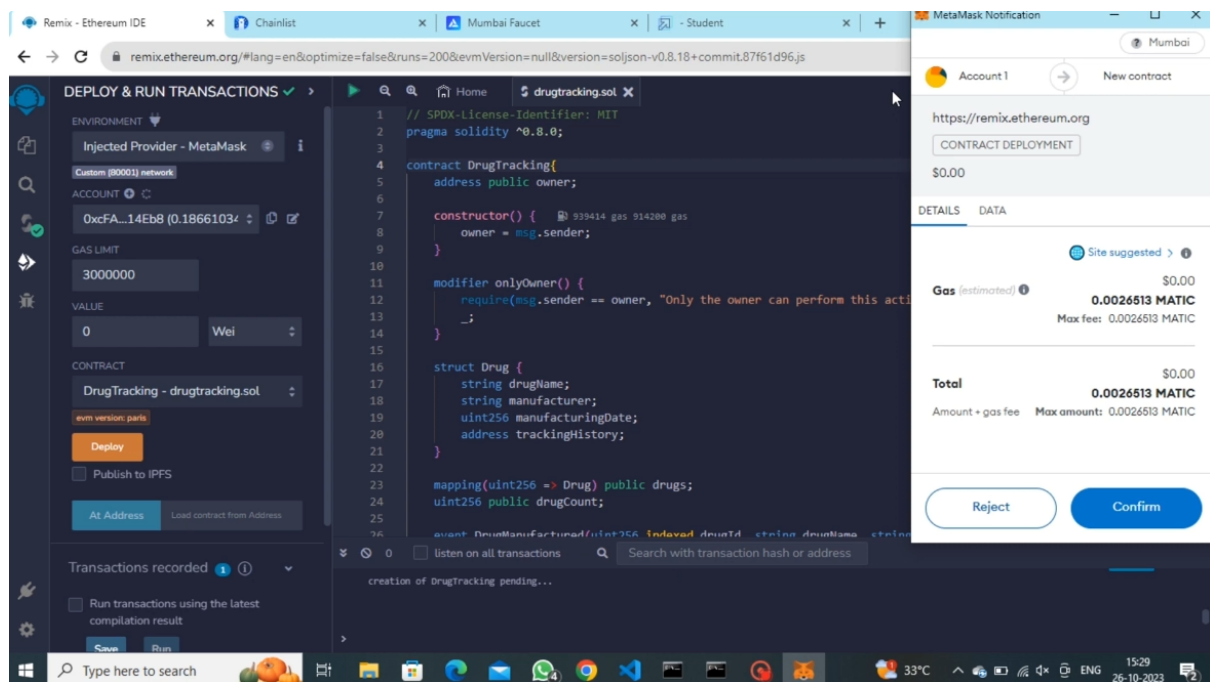 Remix - Ethereum IDE
Chainlist
Mumbai Faucet
- Student
MetaMask Notification
remix.ethereum.org/#lang=en&optimize=false&runs=200&evmVersion=null&version=soljson-v0.8.18+commit.87f61d96.js
DEPLOY & RUN TRANSACTIONS
ENVIRONMENT
Injected Provider - MetaMask
Custom (80001) network
ACCOUNT
0xcFA...14Eb8 (0.18661034
GAS LIMIT
3000000
VALUE
0 Wei
CONTRACT
DrugTracking - drugtracking.sol
evm version: paris
Deploy
Publish to IPFS
At Address Load contract from Address
Transactions recorded 1
Run transactions using the latest
compilation result
Save Run
Home drugtracking.sol
1 // SPDX-License-Identifier: MIT
2 pragma solidity ^0.8.0;
3
4 contract DrugTracking{
5 address public owner;
6
7 constructor() { 939414 gas 914200 gas
8 owner = msg.sender;
9 }
10
11 modifier onlyOwner() {
12 require(msg.sender == owner, "Only the owner can perform this acti
13 _;
14 }
15
16 struct Drug {
17 string drugName;
18 string manufacturer;
19 uint256 manufacturingDate;
20 address trackingHistory;
21 }
22
23 mapping(uint256 => Drug) public drugs;
24 uint256 public drugCount;
25
26 event DrugManufactured(uint256 indexed drugId, string drugName, string
0 listen on all transactions Search with transaction hash or address
creation of DrugTracking pending...
>
Mumbai
Account 1 New contract
https://remix.ethereum.org
CONTRACT DEPLOYMENT
$0.00
DETAILS DATA
Site suggested >
$0.00
Gas (estimated) 0.0026513 MATIC
Max fee: 0.0026513 MATIC
$0.00
Total 0.0026513 MATIC
Amount + gas fee Max amount: 0.0026513 MATIC
Reject Confirm
Type here to search
33°C
ENG
15:29
26-10-2023